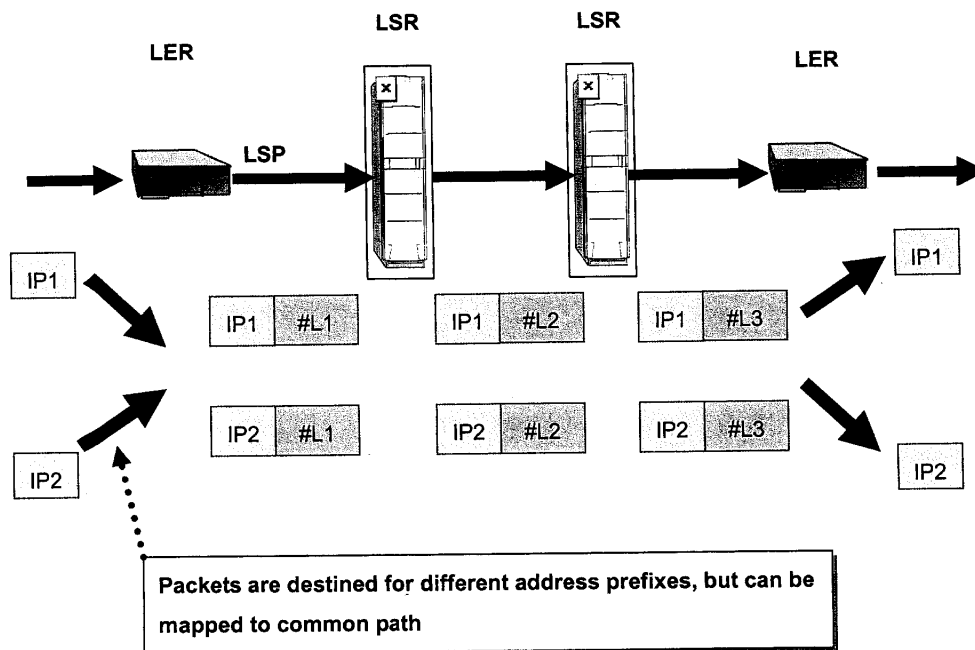 LSR
LSR
LER
LER
LSP
IP1
IP1
IP1 #L1
IP1 #L2
IP1 #L3
IP2 #L1
IP2 #L2
IP2 #L3
IP2
IP2
Packets are destined for different address prefixes, but can be
mapped to common path